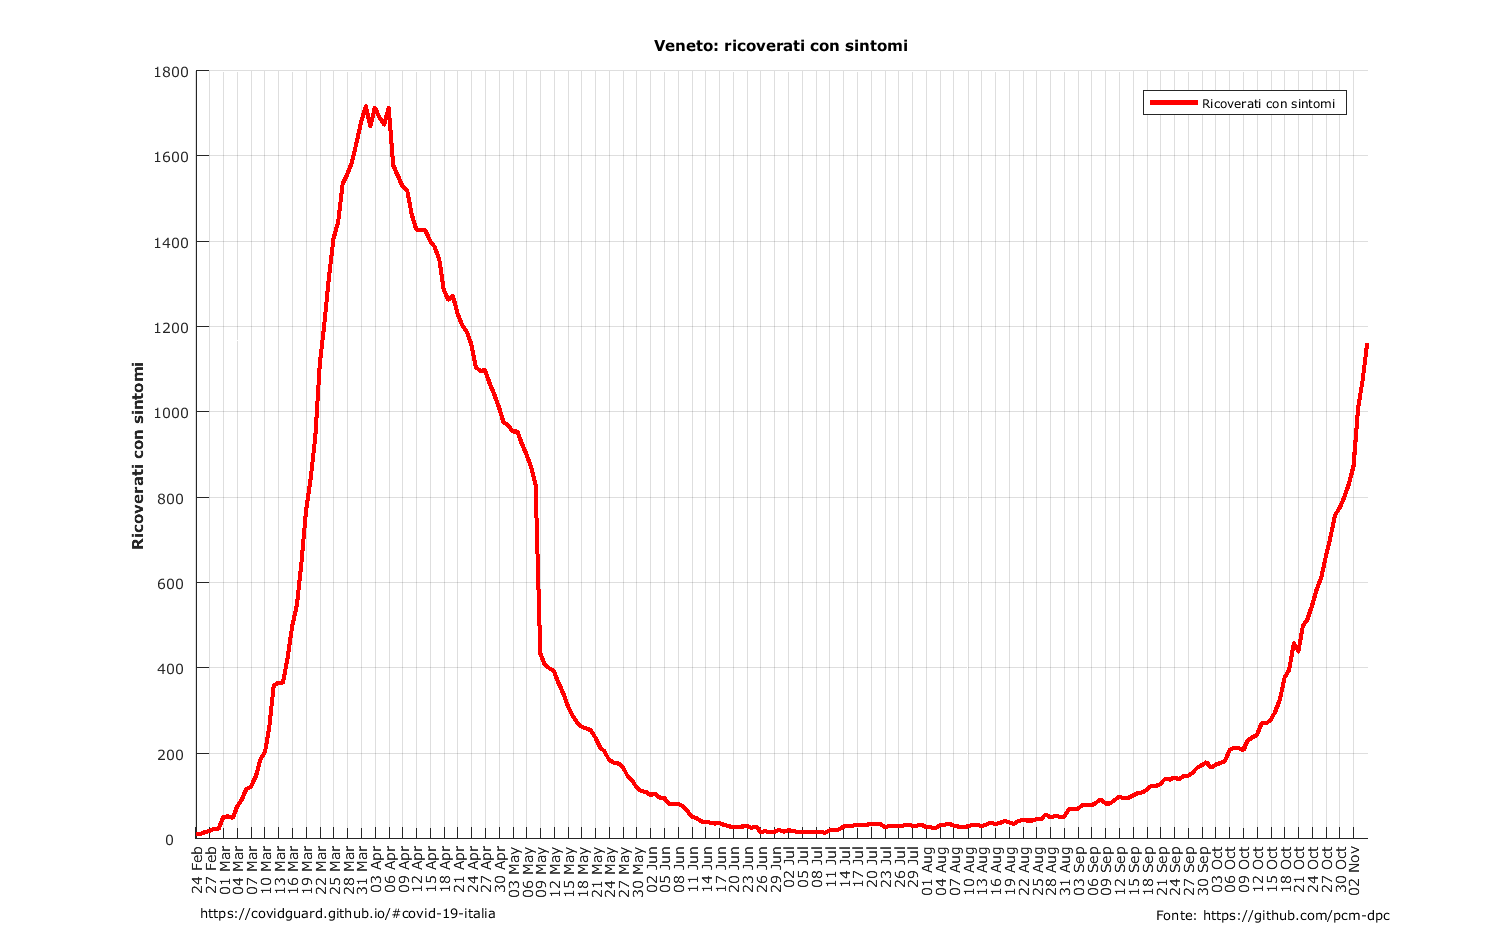 Veneto: ricoverati con sintomi
1800
1600
1400
1200
1000
800
600
400
200
0
Ricoverati con sintomi
Ricoverati con sintomi
24 Feb
27 Feb
01 Mar
04 Mar
07 Mar
10 Mar
13 Mar
16 Mar
19 Mar
22 Mar
25 Mar
28 Mar
31 Mar
03 Apr
06 Apr
09 Apr
12 Apr
15 Apr
18 Apr
21 Apr
24 Apr
27 Apr
30 Apr
03 May
06 May
09 May
12 May
15 May
18 May
21 May
24 May
27 May
30 May
02 Jun
05 Jun
08 Jun
11 Jun
14 Jun
17 Jun
20 Jun
23 Jun
26 Jun
29 Jun
02 Jul
05 Jul
08 Jul
11 Jul
14 Jul
17 Jul
20 Jul
23 Jul
26 Jul
29 Jul
01 Aug
04 Aug
07 Aug
10 Aug
13 Aug
16 Aug
19 Aug
22 Aug
25 Aug
28 Aug
31 Aug
03 Sep
06 Sep
09 Sep
12 Sep
15 Sep
18 Sep
21 Sep
24 Sep
27 Sep
30 Sep
03 Oct
06 Oct
09 Oct
12 Oct
15 Oct
18 Oct
21 Oct
24 Oct
27 Oct
30 Oct
02 Nov
https://covidguard.github.io/#covid-19-italia
Fonte: https://github.com/pcm-dpc